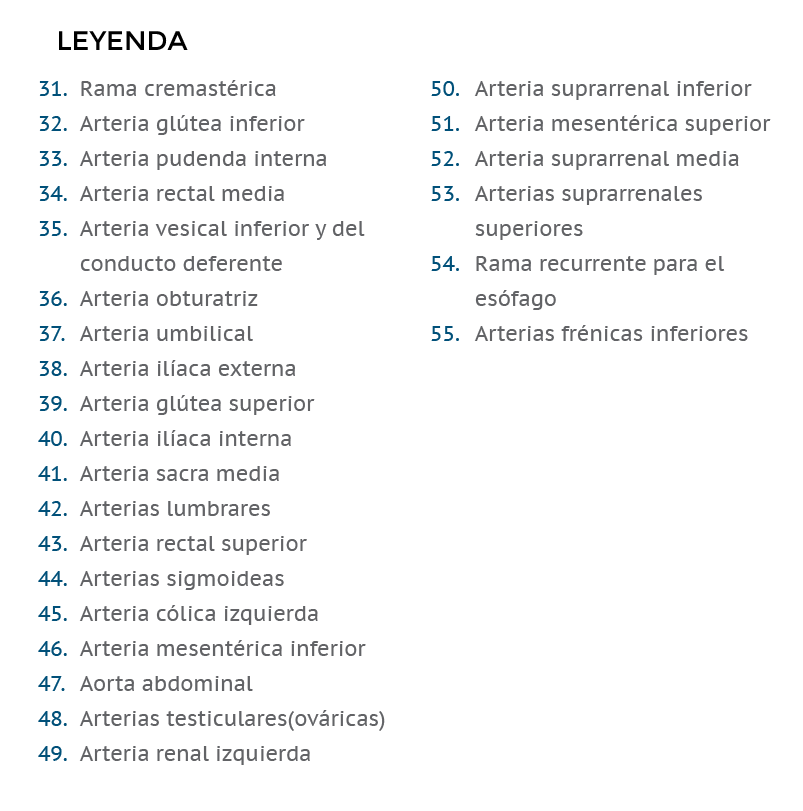 LEYENDA
31. Rama cremastérica
32. Arteria glútea inferior
33. Arteria pudenda interna
34. Arteria rectal media
35. Arteria vesical inferior y del
conducto deferente
36. Arteria obturatriz
37. Arteria umbilical
38. Arteria ilíaca externa
39. Arteria glútea superior
40. Arteria ilíaca interna
41. Arteria sacra media
42. Arterias lumbrares
43. Arteria rectal superior
44. Arterias sigmoideas
45. Arteria cólica izquierda
46. Arteria mesentérica inferior
47. Aorta abdominal
48. Arterias testiculares(ováricas)
49. Arteria renal izquierda
50. Arteria suprarrenal inferior
51. Arteria mesentérica superior
52. Arteria suprarrenal media
53. Arterias suprarrenales
superiores
54. Rama recurrente para el
esófago
55. Arterias frénicas inferiores